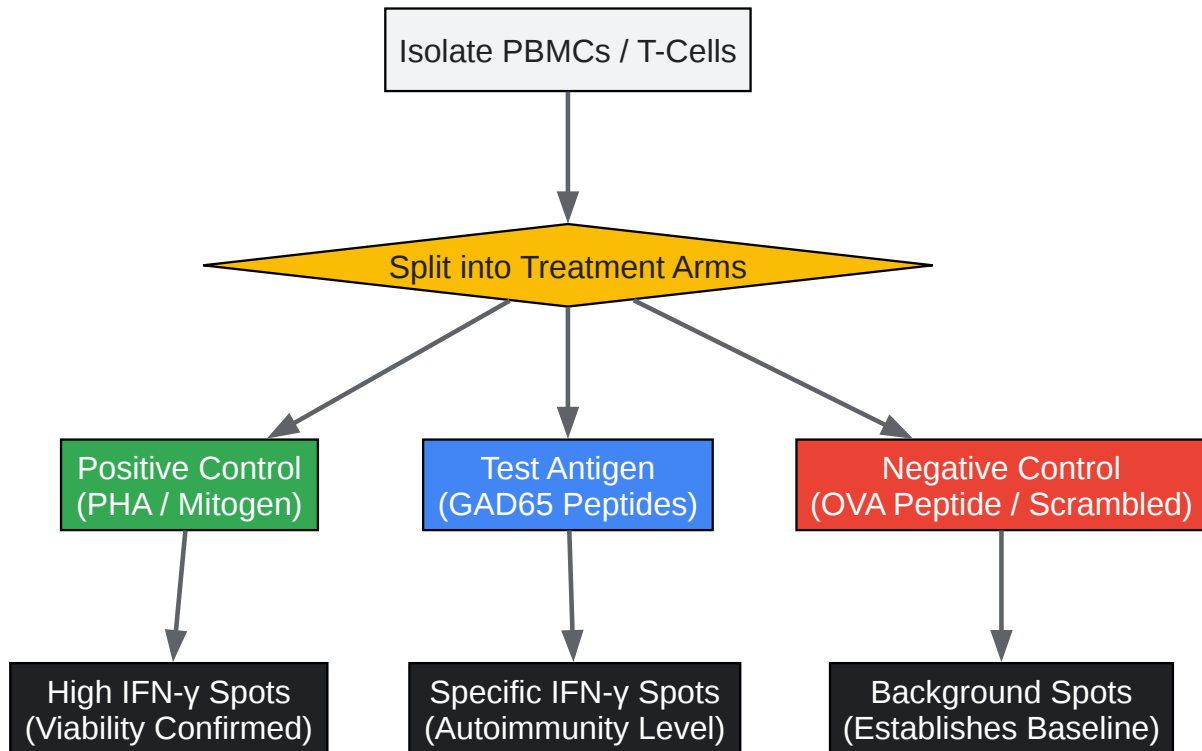 Isolate PBMCs / T-Cells
Split into Treatment Arms
Positive Control
(PHA / Mitogen)
Test Antigen
(GAD65 Peptides)
Negative Control
(OVA Peptide / Scrambled)
High IFN-γ Spots
(Viability Confirmed)
Specific IFN-γ Spots
(Autoimmunity Level)
Background Spots
(Establishes Baseline)